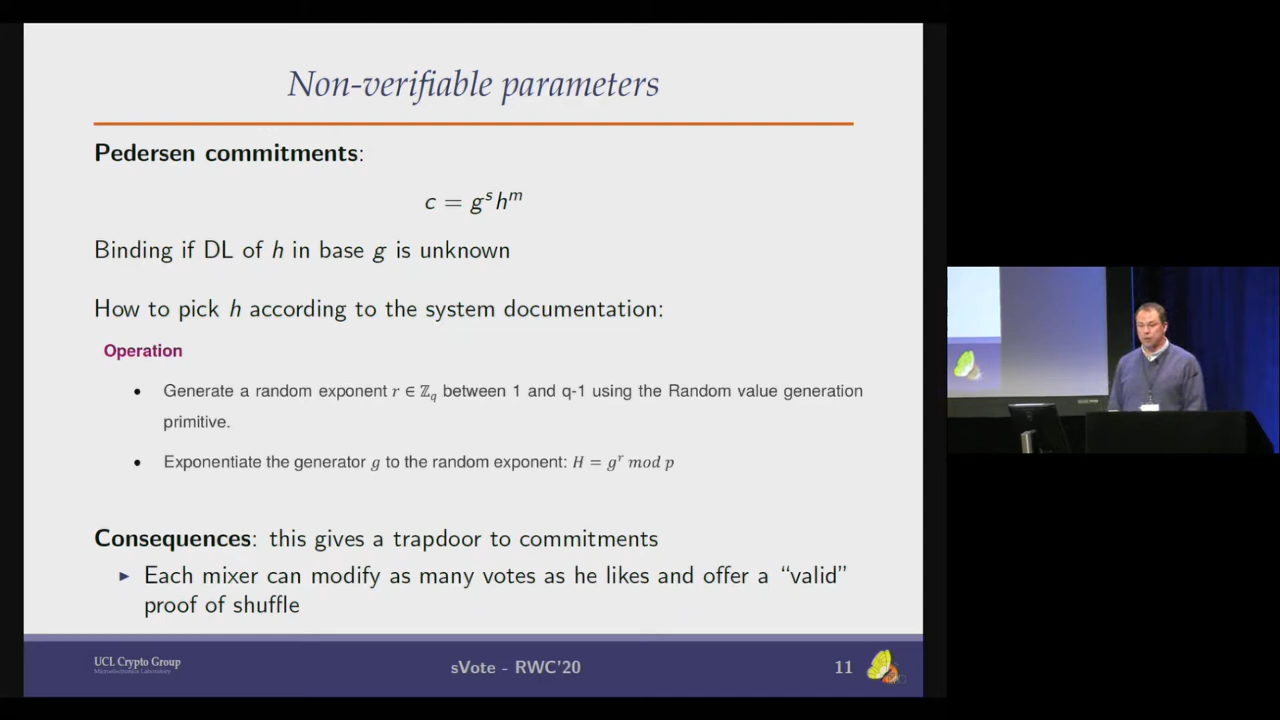 Non-verifiable parameters
Pedersen commitments:
c = g^s h^m
Binding if DL of h in base g is unknown
How to pick h according to the system documentation:
Operation
• Generate a random exponent r ∈ ℤ_q between 1 and q-1 using the Random value generation
primitive.
• Exponentiate the generator g to the random exponent: H = g^r mod p
Consequences: this gives a trapdoor to commitments
▶ Each mixer can modify as many votes as he likes and offer a “valid”
proof of shuffle
UCL Crypto Group
Microelectronics Laboratory
sVote - RWC'20
11